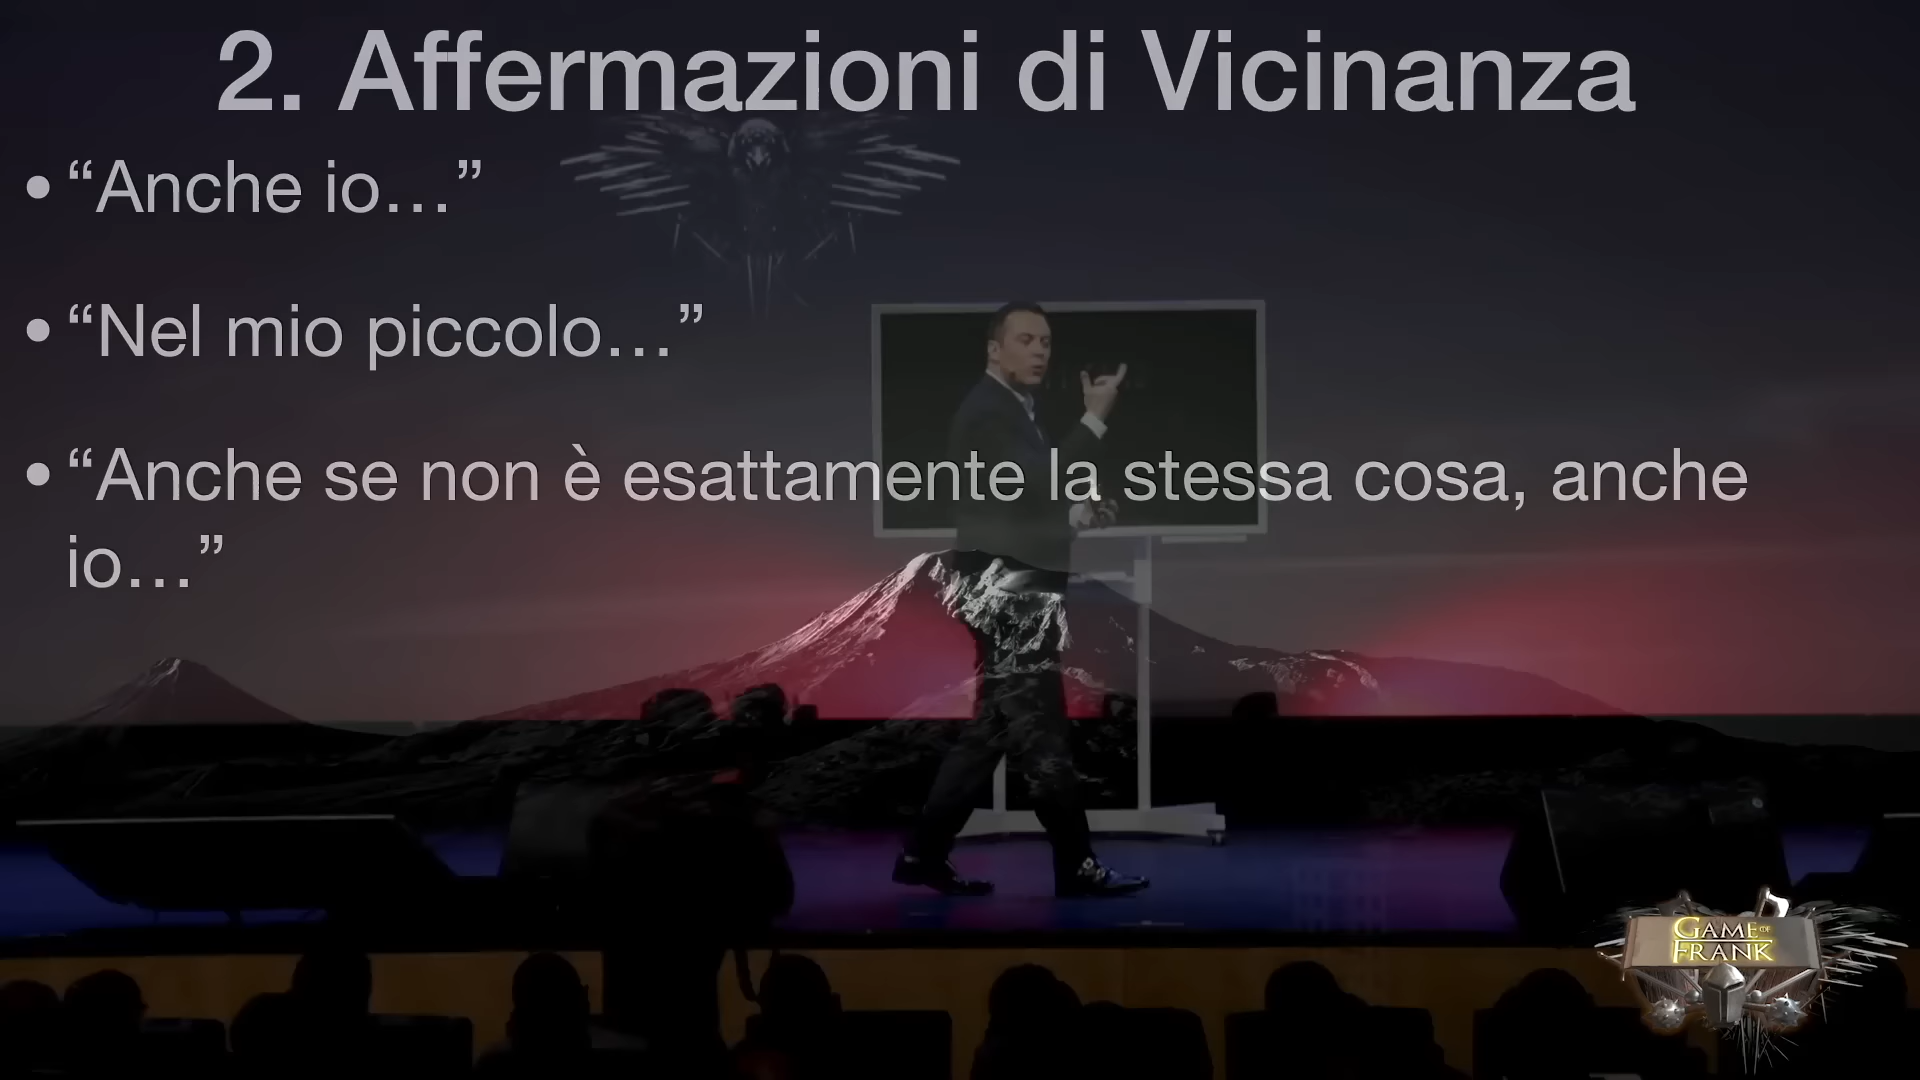 2. Affermazioni di Vicinanza
• “Anche io…”
• “Nel mio piccolo…”
• “Anche se non è esattamente la stessa cosa, anche
io…”
GAME OF
FRANK